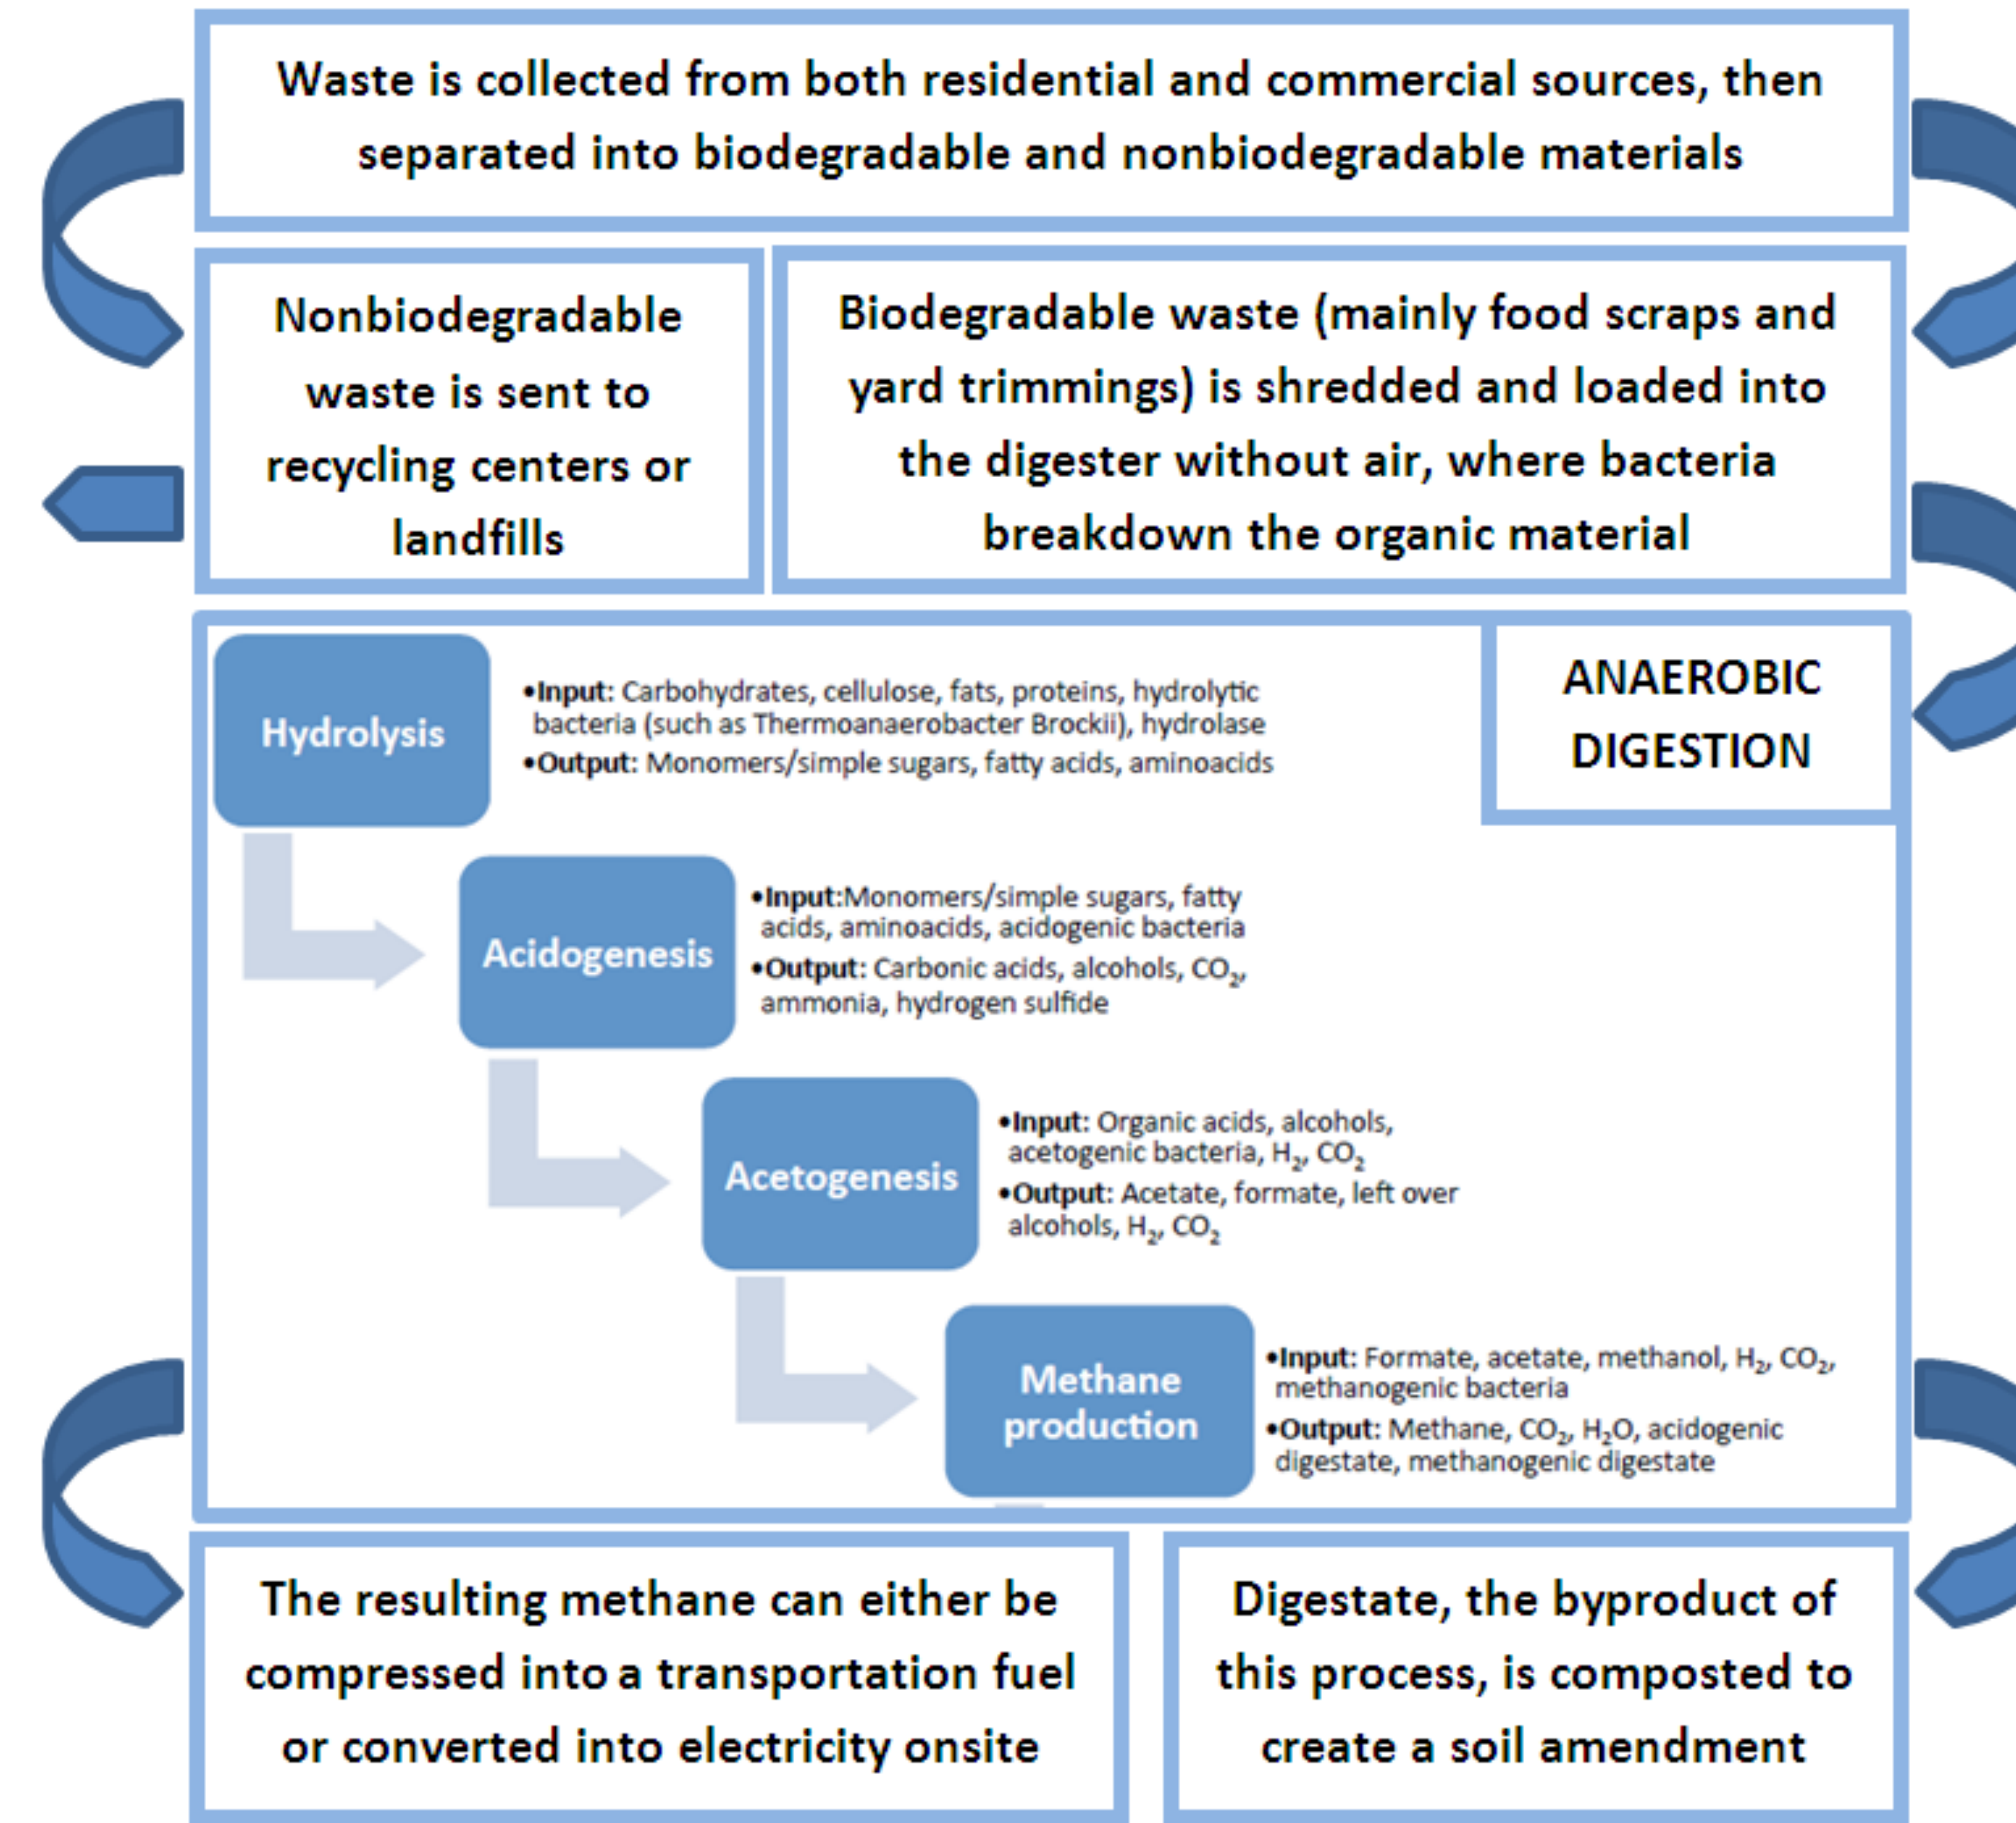 Waste is collected from both residential and commercial sources, then
separated into biodegradable and nonbiodegradable materials
Nonbiodegradable
waste is sent to
recycling centers or
landfills
Biodegradable waste (mainly food scraps and
yard trimmings) is shredded and loaded into
the digester without air, where bacteria
breakdown the organic material
ANAEROBIC
DIGESTION
Hydrolysis
•Input: Carbohydrates, cellulose, fats, proteins, hydrolytic
bacteria (such as Thermoanaerobacter Brockii), hydrolase
•Output: Monomers/simple sugars, fatty acids, aminoacids
Acidogenesis
•Input:Monomers/simple sugars, fatty
acids, aminoacids, acidogenic bacteria
•Output: Carbonic acids, alcohols, CO₂,
ammonia, hydrogen sulfide
Acetogenesis
•Input: Organic acids, alcohols,
acetogenic bacteria, H₂, CO₂
•Output: Acetate, formate, left over
alcohols, H₂, CO₂
Methane
production
•Input: Formate, acetate, methanol, H₂, CO₂,
methanogenic bacteria
•Output: Methane, CO₂, H₂O, acidogenic
digestate, methanogenic digestate
The resulting methane can either be
compressed into a transportation fuel
or converted into electricity onsite
Digestate, the byproduct of
this process, is composted to
create a soil amendment